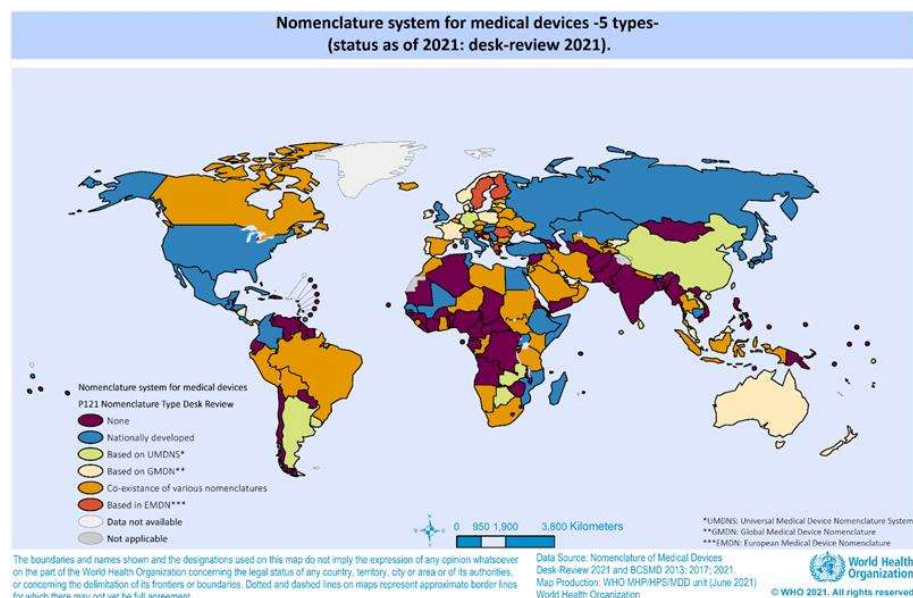 Nomenclature system for medical devices -5 types-
(status as of 2021: desk-review 2021).
Nomenclature system for medical devices
P121 Nomenclature Type Desk Review
None
Nationally developed
Based on UMDNS*
Based on GMDN**
Co-existance of various nomenclatures
Based in EMDN***
Data not available
Not applicable
0 950 1,900 3,800 Kilometers
*UMDNS: Universal Medical Device Nomenclature System
**GMDN: Global Medical Device Nomenclature
***EMDN: European Medical Device Nomenclature
The boundaries and names shown and the designations used on this map do not imply the expression of any opinion whatsoever
on the part of the World Health Organization concerning the legal status of any country, territory, city or area or of its authorities,
or concerning the delimitation of its frontiers or boundaries. Dotted and dashed lines on maps represent approximate border lines
for which there may not yet be full agreement.
Data Source: Nomenclature of Medical Devices
Desk-Review 2021 and BCSMD 2013; 2017; 2021.
Map Production: WHO MHP/HPS/MDD unit (June 2021)
World Health Organization
World Health
Organization
© WHO 2021. All rights reserved